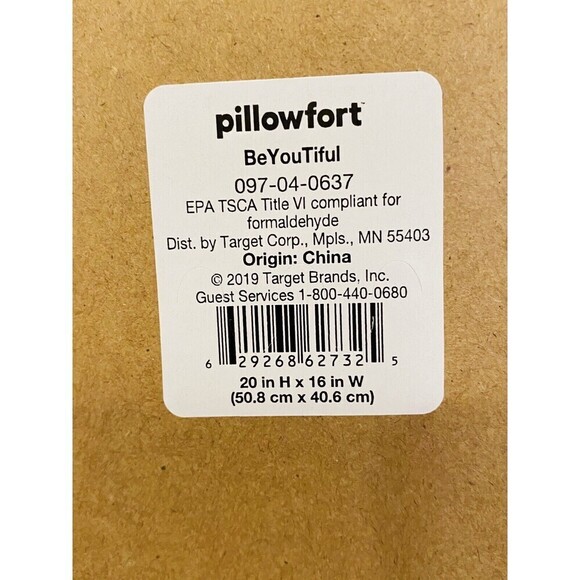 pillowfort™
BeYouTiful
097-04-0637
EPA TSCA Title VI compliant for
formaldehyde
Dist. by Target Corp., Mpls., MN 55403
Origin: China
© 2019 Target Brands, Inc.
Guest Services 1-800-440-0680
6 29268 62732 5
20 in H x 16 in W
(50.8 cm x 40.6 cm)